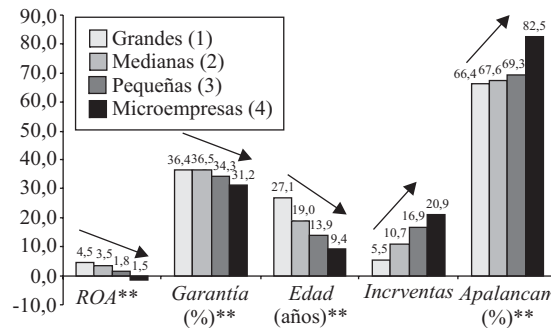 90,0
80,0
70,0
60,0
50,0
40,0
30,0
20,0
10,0
0,0
-10,0
Grandes (1)
Medianas (2)
Pequeñas (3)
Microempresas (4)
4,5 3,5 1,8 1,5
36,4 36,5 34,3 31,2
27,1 19,0 13,9 9,4
5,5 10,7 16,9 20,9
66,4 67,6 69,3 82,5
ROA** Garantía Edad Incrventas Apalancam
(%)** (años)** (%)**